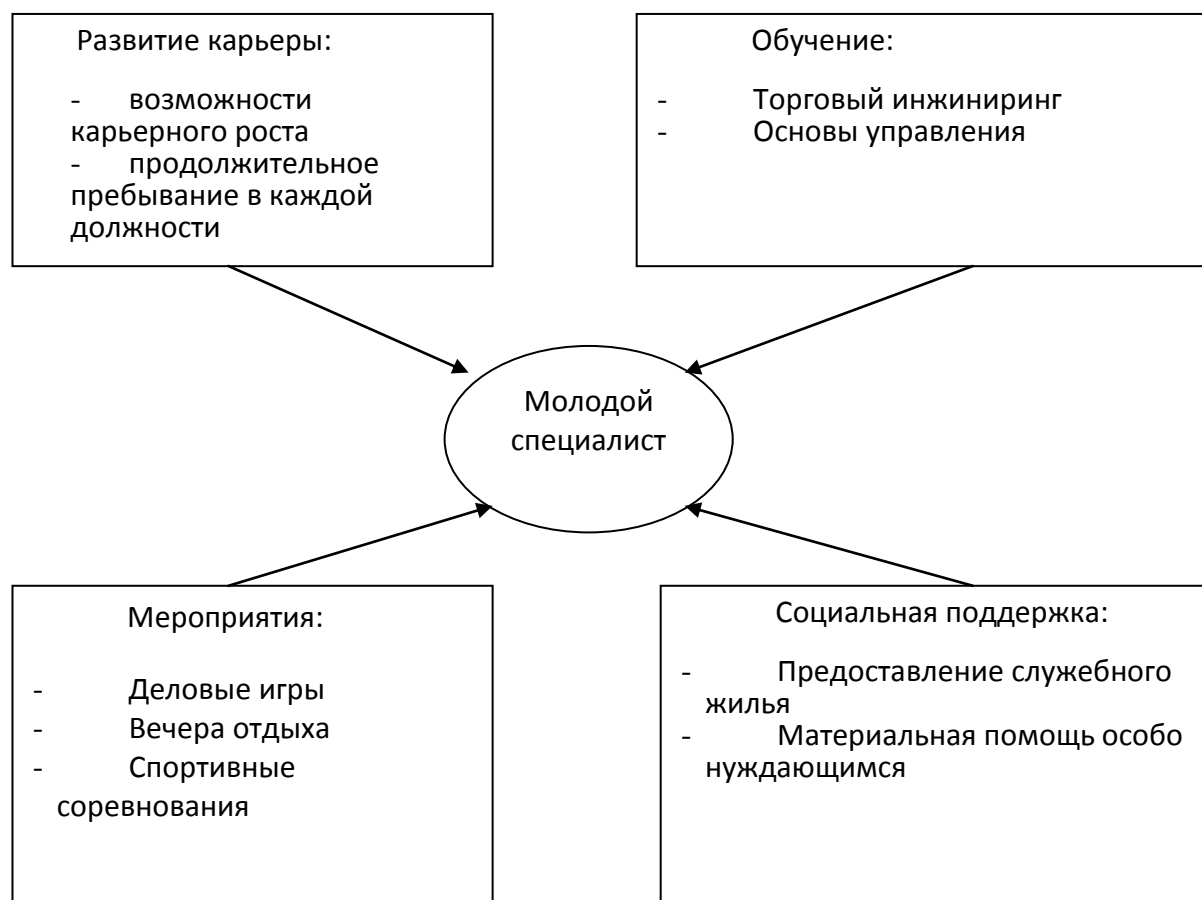 Развитие карьеры:
- возможности
карьерного роста
- продолжительное
пребывание в каждой
должности
Обучение:
- Торговый инжиниринг
- Основы управления
Молодой
специалист
Мероприятия:
- Деловые игры
- Вечера отдыха
- Спортивные
соревнования
Социальная поддержка:
- Предоставление служебного
жилья
- Материальная помощь особо
нуждающимся